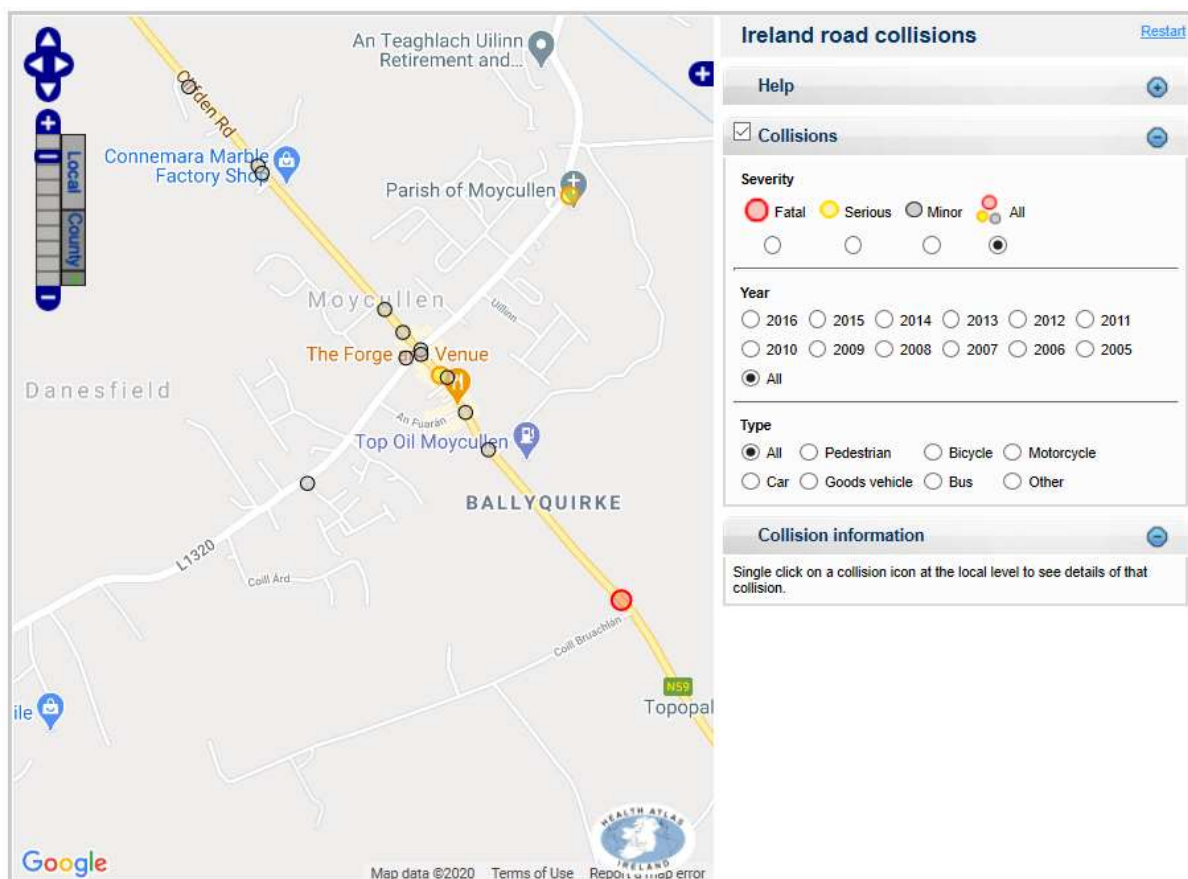 An Teaghlach Uilinn
Retirement and...
Clifden Rd
Local
County
Connemara Marble
Factory Shop
Parish of Moycullen
Moycullen
Uillinn
The Forge Venue
Danesfield
An Fuarán
Top Oil Moycullen
BALLYQUIRKE
L1320
Coill Árd
Coill Bruachlán
N59
Topopal
ile
HEALTH ATLAS
IRELAND
Google
Map data ©2020 Terms of Use Report a map error
Ireland road collisions Restart
Help
Collisions
Severity
Fatal Serious Minor All
Year
2016 2015 2014 2013 2012 2011
2010 2009 2008 2007 2006 2005
All
Type
All Pedestrian Bicycle Motorcycle
Car Goods vehicle Bus Other
Collision information
Single click on a collision icon at the local level to see details of that
collision.